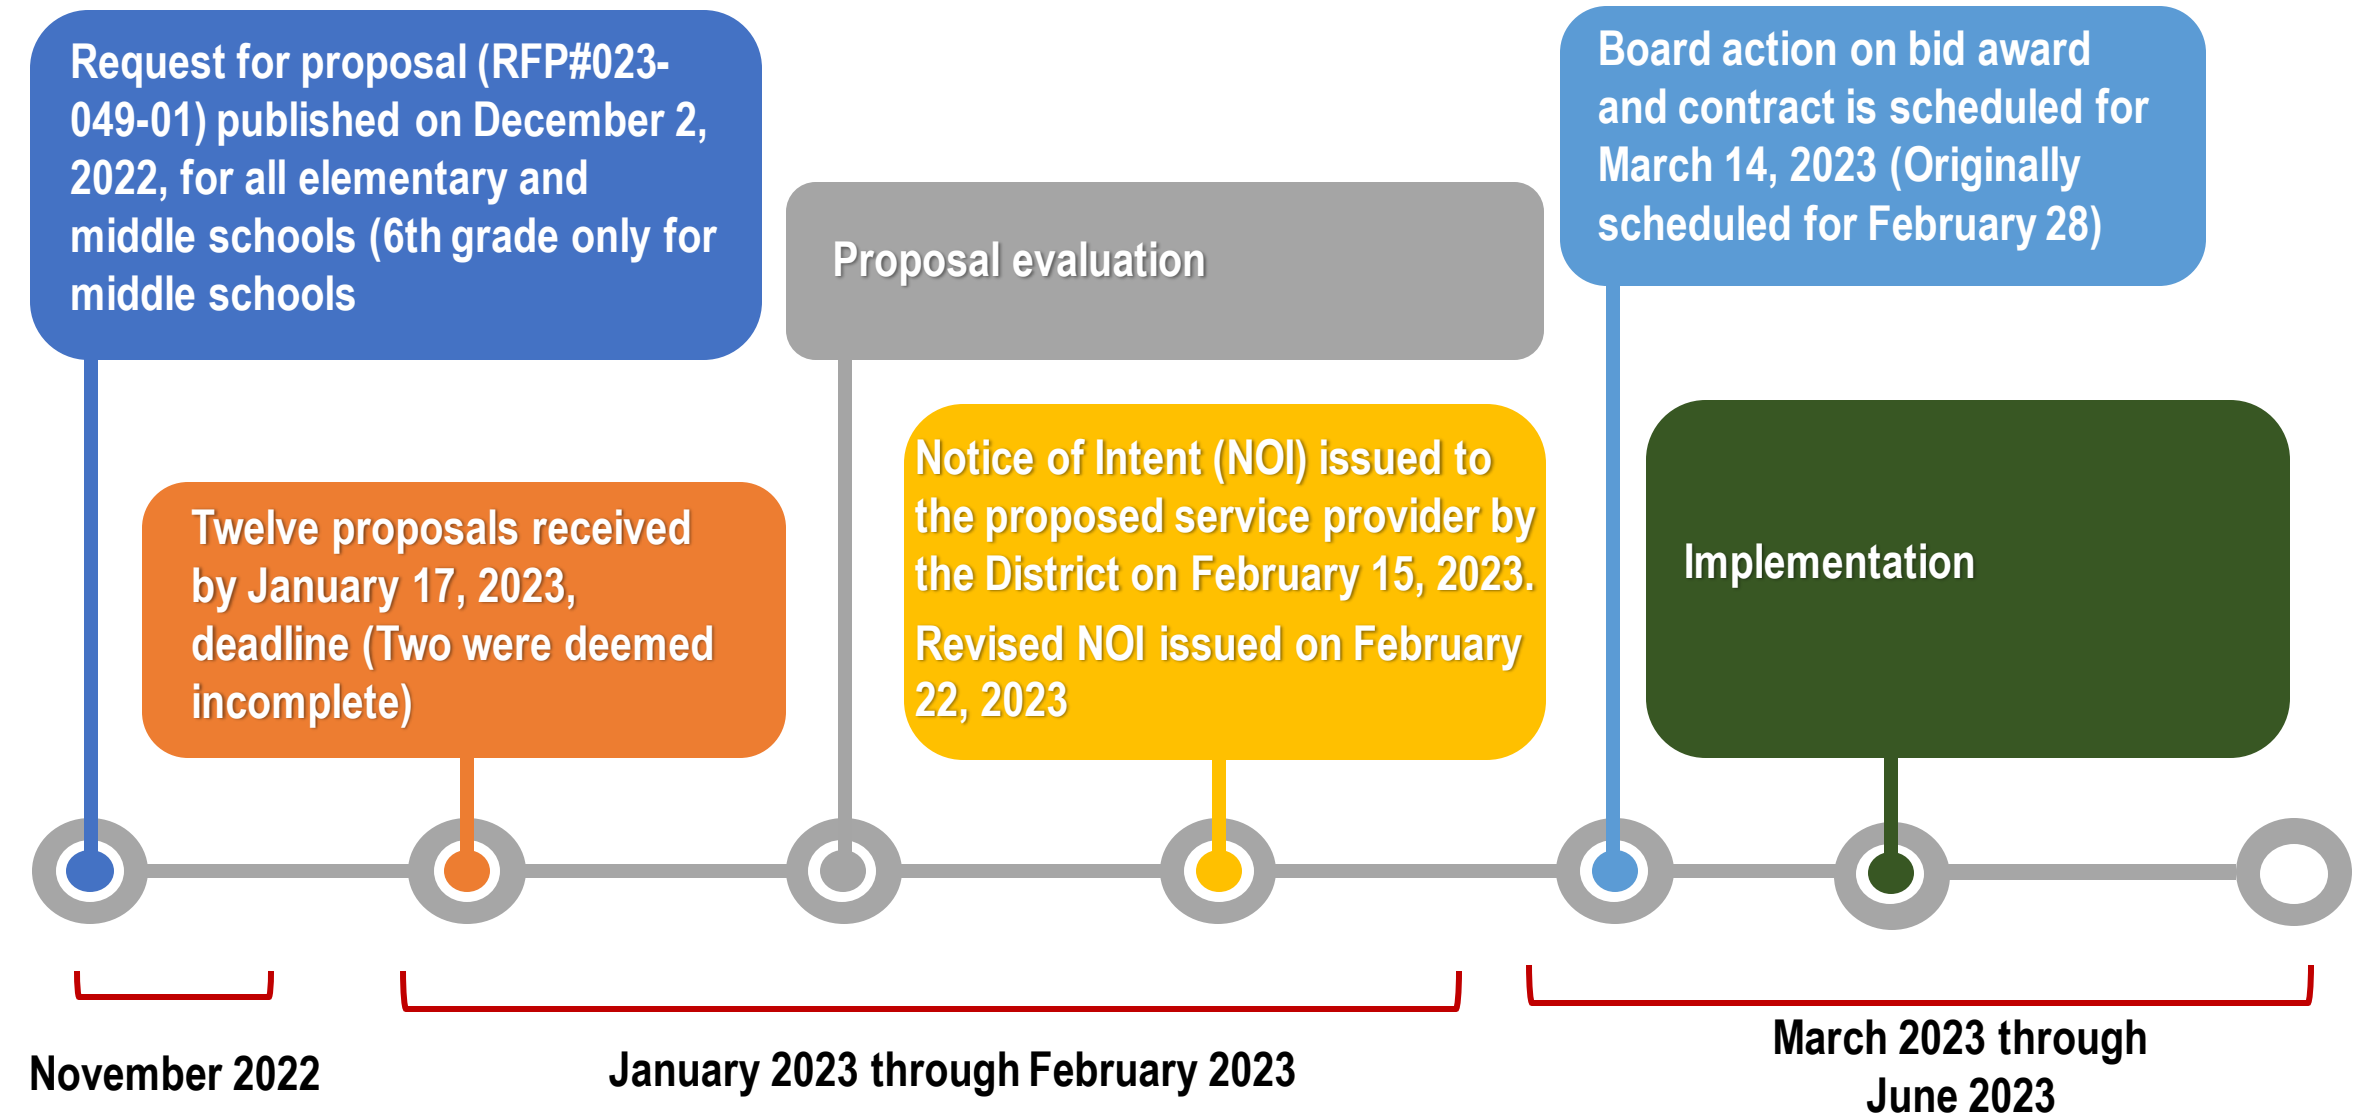 Request for proposal (RFP#023-
049-01) published on December 2,
2022, for all elementary and
middle schools (6th grade only for
middle schools
Twelve proposals received
by January 17, 2023,
deadline (Two were deemed
incomplete)
Proposal evaluation
Notice of Intent (NOI) issued to
the proposed service provider by
the District on February 15, 2023.
Revised NOI issued on February
22, 2023
Board action on bid award
and contract is scheduled for
March 14, 2023 (Originally
scheduled for February 28)
Implementation
November 2022
January 2023 through February 2023
March 2023 through
June 2023